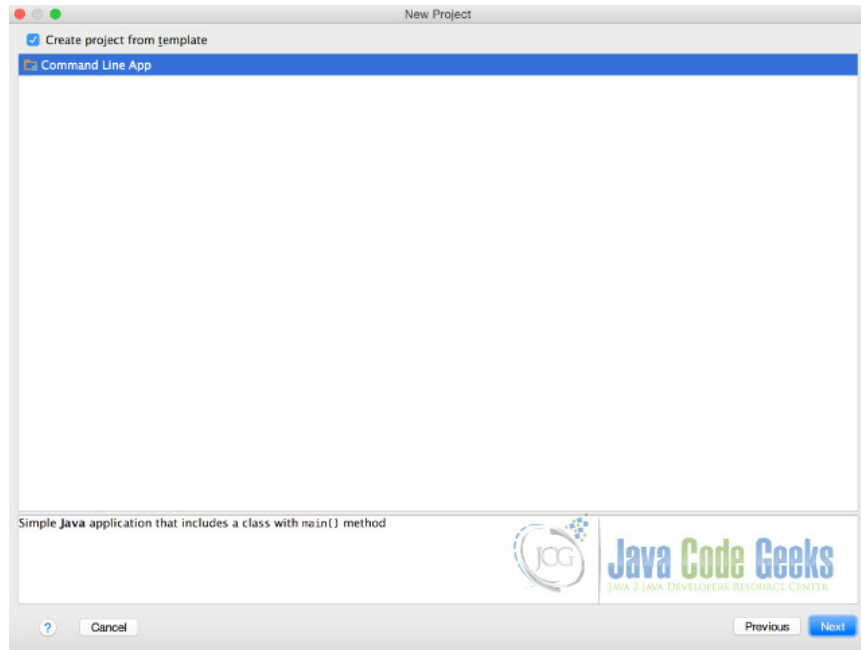 New Project
Create project from template
Command Line App
Simple Java application that includes a class with main() method
JCG
Java Code Geeks
JAVA 2 JAVA DEVELOPERS RESOURCE CENTER
?
Cancel
Previous
Next